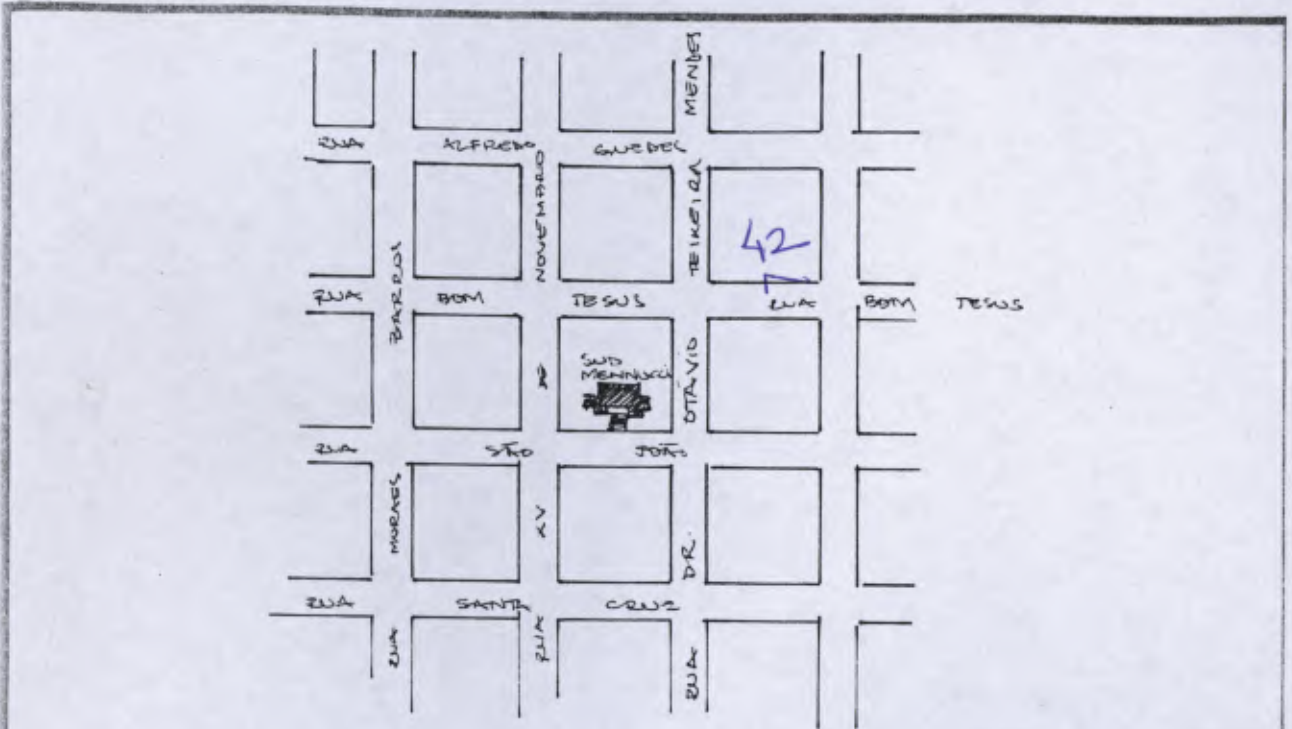 RUA ALFREDO GUEDES
RUA BOM JESUS RUA BOM JESUS
SUD
MENNUCCI
RUA SÃO JOÃO
RUA SANTA CRUZ
RUA MORAES BARROS
RUA XV DE NOVEMBRO
RUA DR. OTÁVIO TEIXEIRA MENDES
42